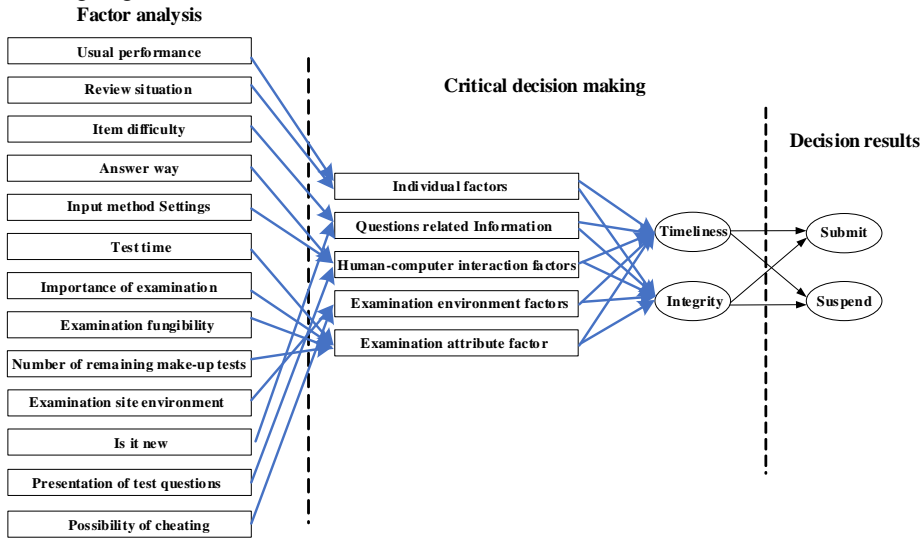 Factor analysis
Usual performance
Review situation
Item difficulty
Answer way
Input method Settings
Test time
Importance of examination
Examination fungibility
Number of remaining make-up tests
Examination site environment
Is it new
Presentation of test questions
Possibility of cheating
Critical decision making
Individual factors
Questions related Information
Human-computer interaction factors
Examination environment factors
Examination attribute factor
Timeliness
Integrity
Decision results
Submit
Suspend